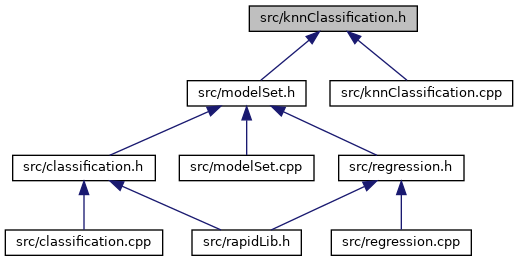 src/knnClassification.h
src/modelSet.h
src/knnClassification.cpp
src/classification.h
src/modelSet.cpp
src/regression.h
src/classification.cpp
src/rapidLib.h
src/regression.cpp